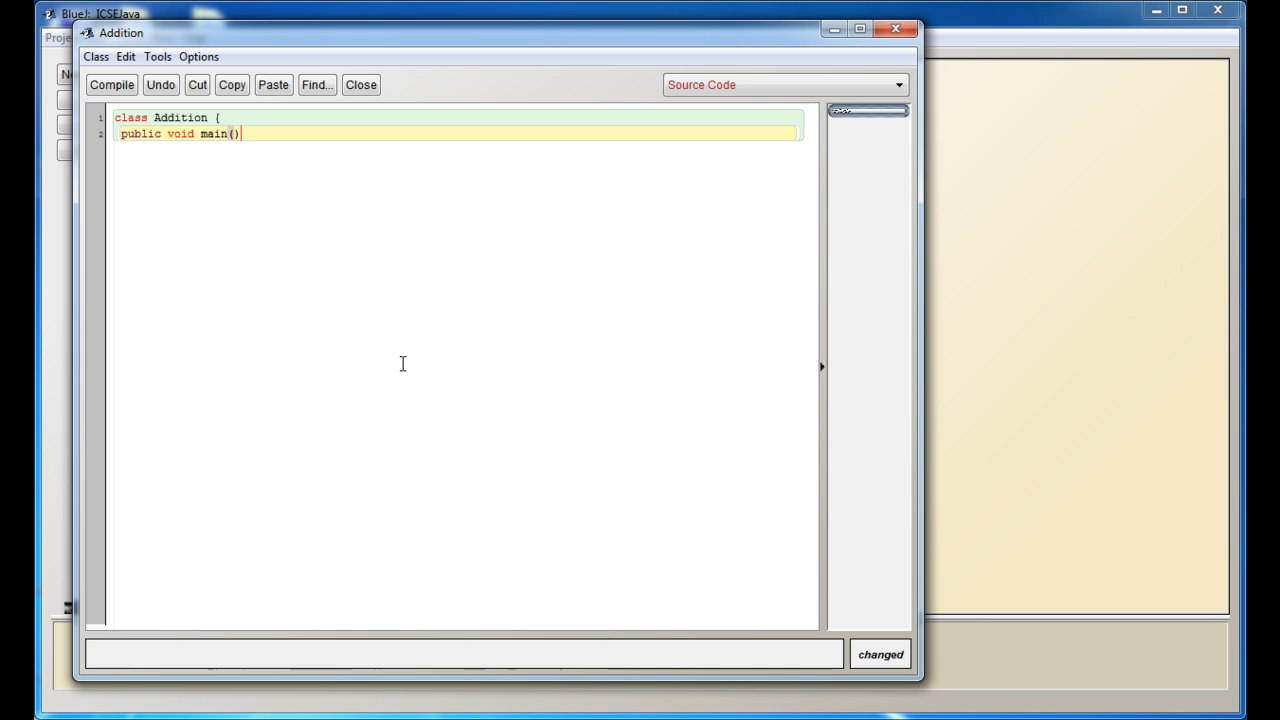 BlueJ: ICSEJava
Addition
Class Edit Tools Options
Compile Undo Cut Copy Paste Find... Close Source Code
1 class Addition {
2 public void main()
changed